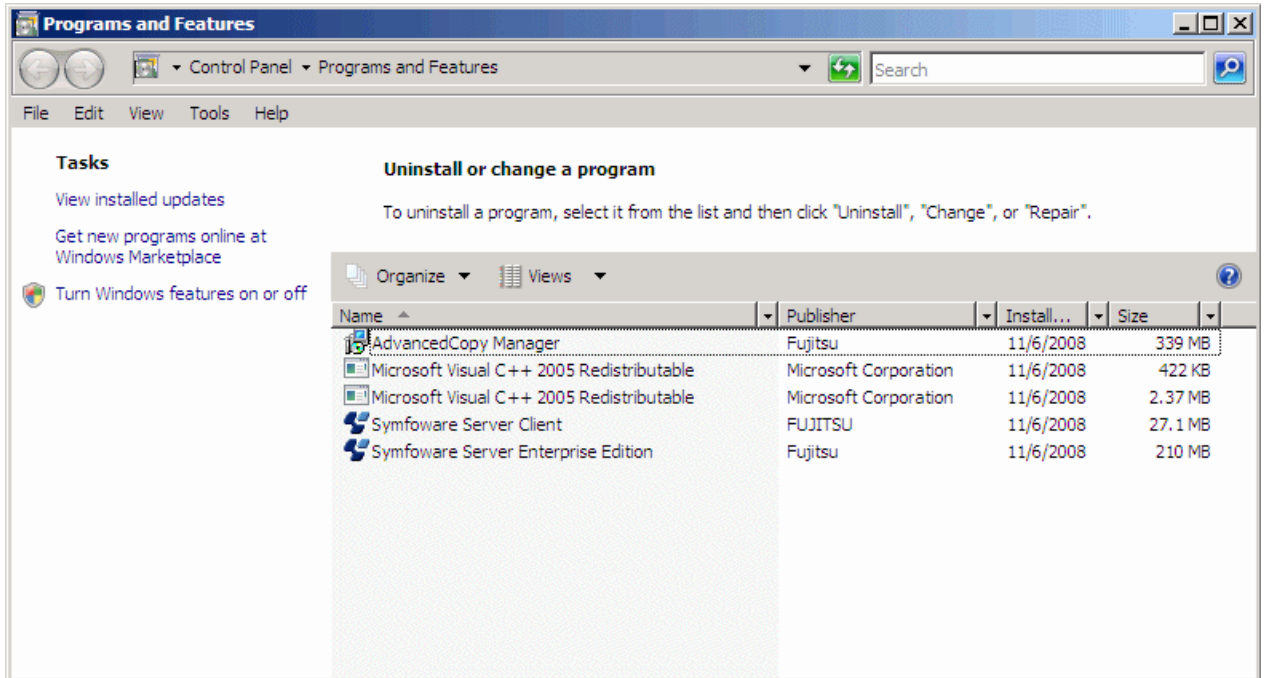 Programs and Features
Control Panel Programs and Features
Search
File Edit View Tools Help
Tasks
View installed updates
Get new programs online at
Windows Marketplace
Turn Windows features on or off
Uninstall or change a program
To uninstall a program, select it from the list and then click "Uninstall", "Change", or "Repair".
Organize Views
Name Publisher Install... Size
AdvancedCopy Manager Fujitsu 11/6/2008 339 MB
Microsoft Visual C++ 2005 Redistributable Microsoft Corporation 11/6/2008 422 KB
Microsoft Visual C++ 2005 Redistributable Microsoft Corporation 11/6/2008 2.37 MB
Symfoware Server Client FUJITSU 11/6/2008 27.1 MB
Symfoware Server Enterprise Edition Fujitsu 11/6/2008 210 MB